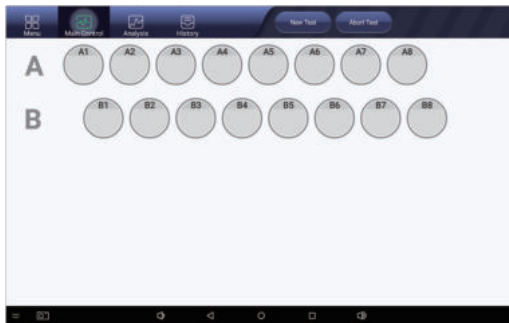 Menu Main Control Analysis History New Test Abort Test
A A1 A2 A3 A4 A5 A6 A7 A8
B B1 B2 B3 B4 B5 B6 B7 B8